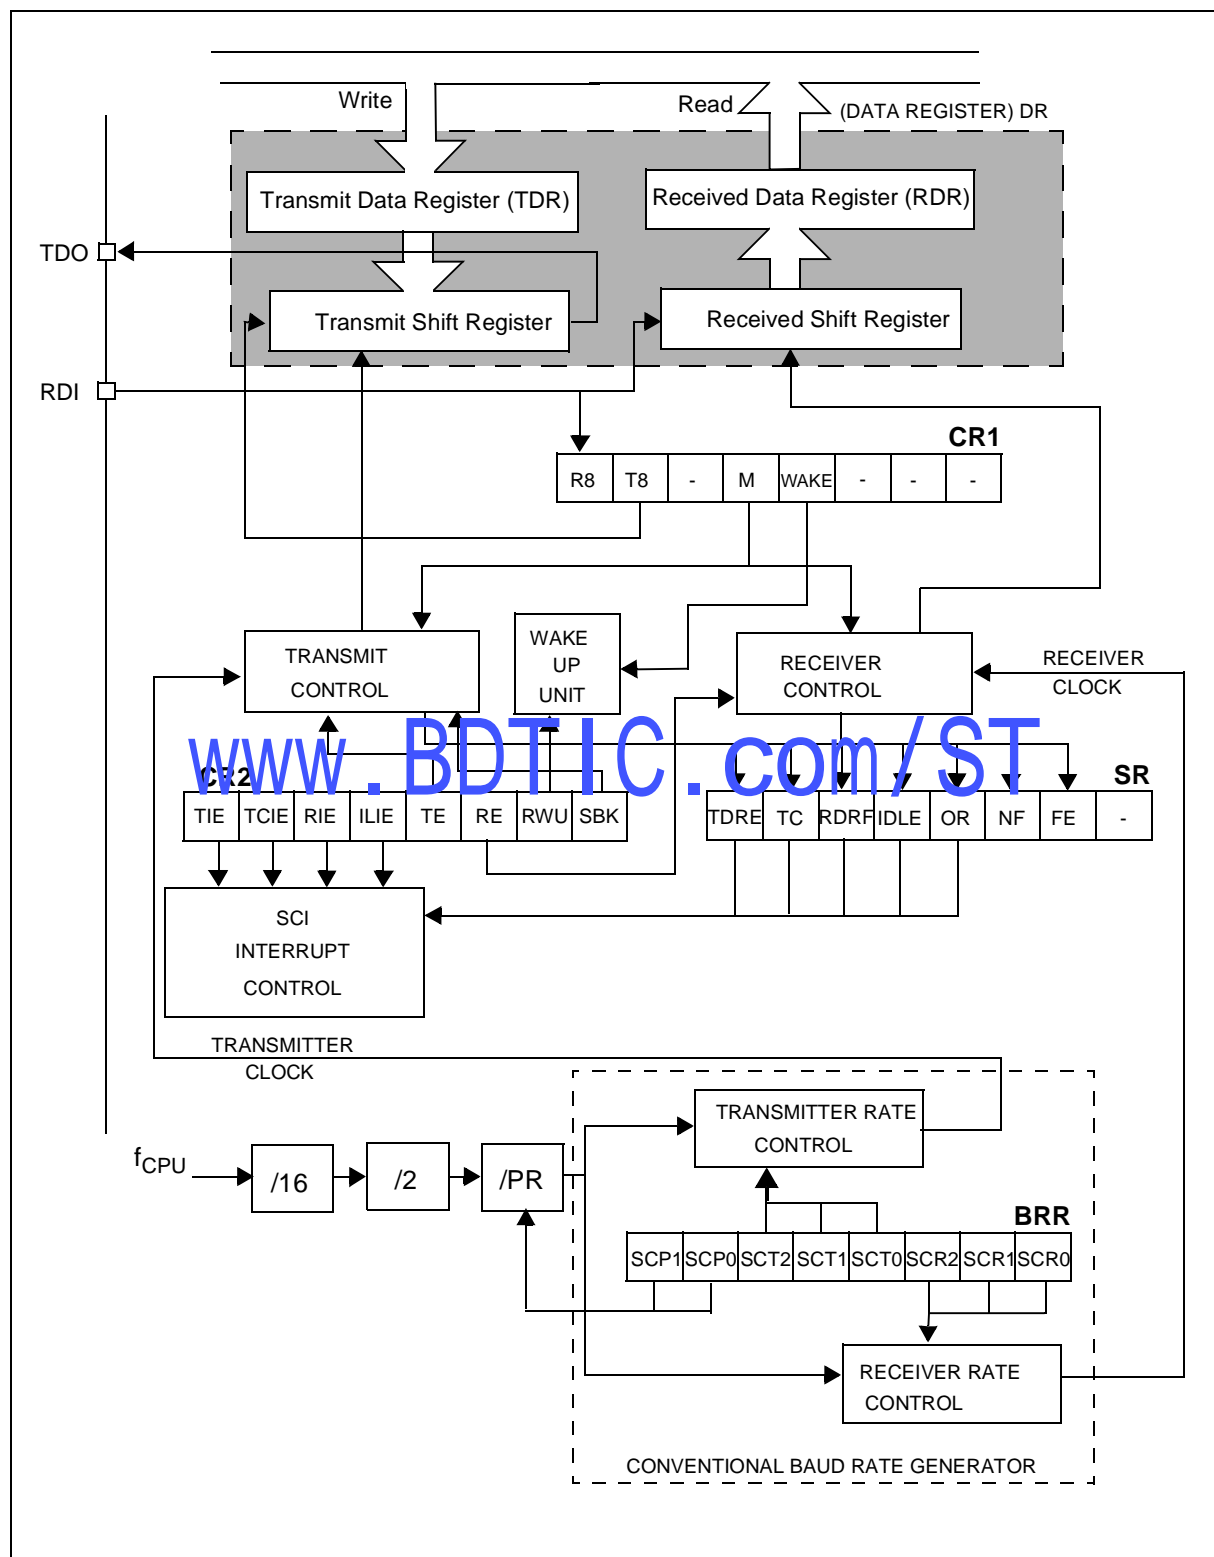 Write
Read
(DATA REGISTER) DR
Transmit Data Register (TDR)
Received Data Register (RDR)
TDO
Transmit Shift Register
Received Shift Register
RDI
CR1
R8 T8 - M WAKE - - -
TRANSMIT
CONTROL
WAKE
UP
UNIT
RECEIVER
CONTROL
RECEIVER
CLOCK
www.BDTIC.com/ST
CR2
SR
TIE TCIE RIE ILIE TE RE RWU SBK
TDRE TC RDRF IDLE OR NF FE -
SCI
INTERRUPT
CONTROL
TRANSMITTER
CLOCK
TRANSMITTER RATE
CONTROL
fCPU
/16
/2
/PR
BRR
SCP1 SCP0 SCT2 SCT1 SCT0 SCR2 SCR1 SCR0
RECEIVER RATE
CONTROL
CONVENTIONAL BAUD RATE GENERATOR